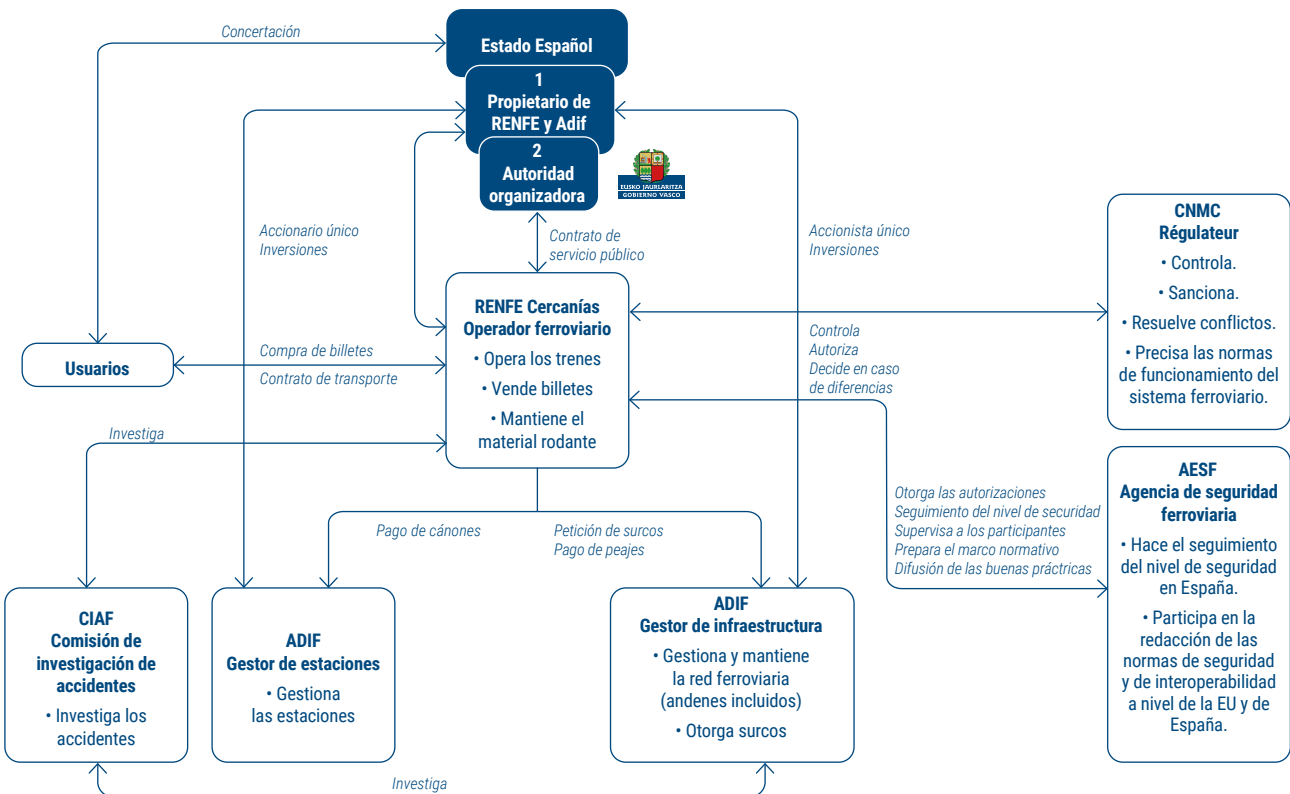 Concertación
Estado Español
1
Propietario de
RENFE y Adif
2
Autoridad
organizadora
EUSKO JAURLARITZA
GOBIERNO VASCO
Accionario único
Inversiones
Contrato de
servicio público
Accionista único
Inversiones
CNMC
Régulateur
• Controla.
• Sanciona.
• Resuelve conflictos.
• Precisa las normas
de funcionamiento del
sistema ferroviario.
RENFE Cercanías
Operador ferroviario
• Opera los trenes
• Vende billetes
• Mantiene el
material rodante
Usuarios
Compra de billetes
Contrato de transporte
Controla
Autoriza
Decide en caso
de diferencias
Investiga
AESF
Agencia de seguridad
ferroviaria
• Hace el seguimiento
del nivel de seguridad
en España.
• Participa en la
redacción de las
normas de seguridad
y de interoperabilidad
a nivel de la EU y de
España.
Otorga las autorizaciones
Seguimiento del nivel de securidad
Supervisa a los participantes
Prepara el marco normativo
Difusión de las buenas práctricas
Pago de cánones
Petición de surcos
Pago de peajes
CIAF
Comisión de
investigación de
accidentes
• Investiga los
accidentes
ADIF
Gestor de estaciones
• Gestiona
las estaciones
ADIF
Gestor de infraestructura
• Gestiona y mantiene
la red ferroviaria
(andenes incluidos)
• Otorga surcos
Investiga